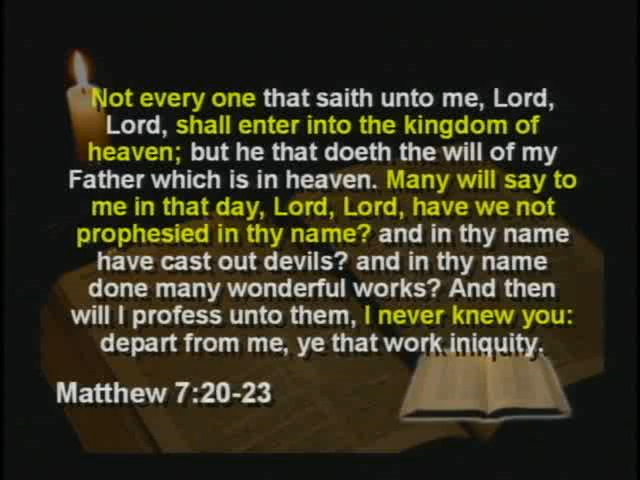 Not every one that saith unto me, Lord,
Lord, shall enter into the kingdom of
heaven; but he that doeth the will of my
Father which is in heaven. Many will say to
me in that day, Lord, Lord, have we not
prophesied in thy name? and in thy name
have cast out devils? and in thy name
done many wonderful works? And then
will I profess unto them, I never knew you:
depart from me, ye that work iniquity.
Matthew 7:20-23